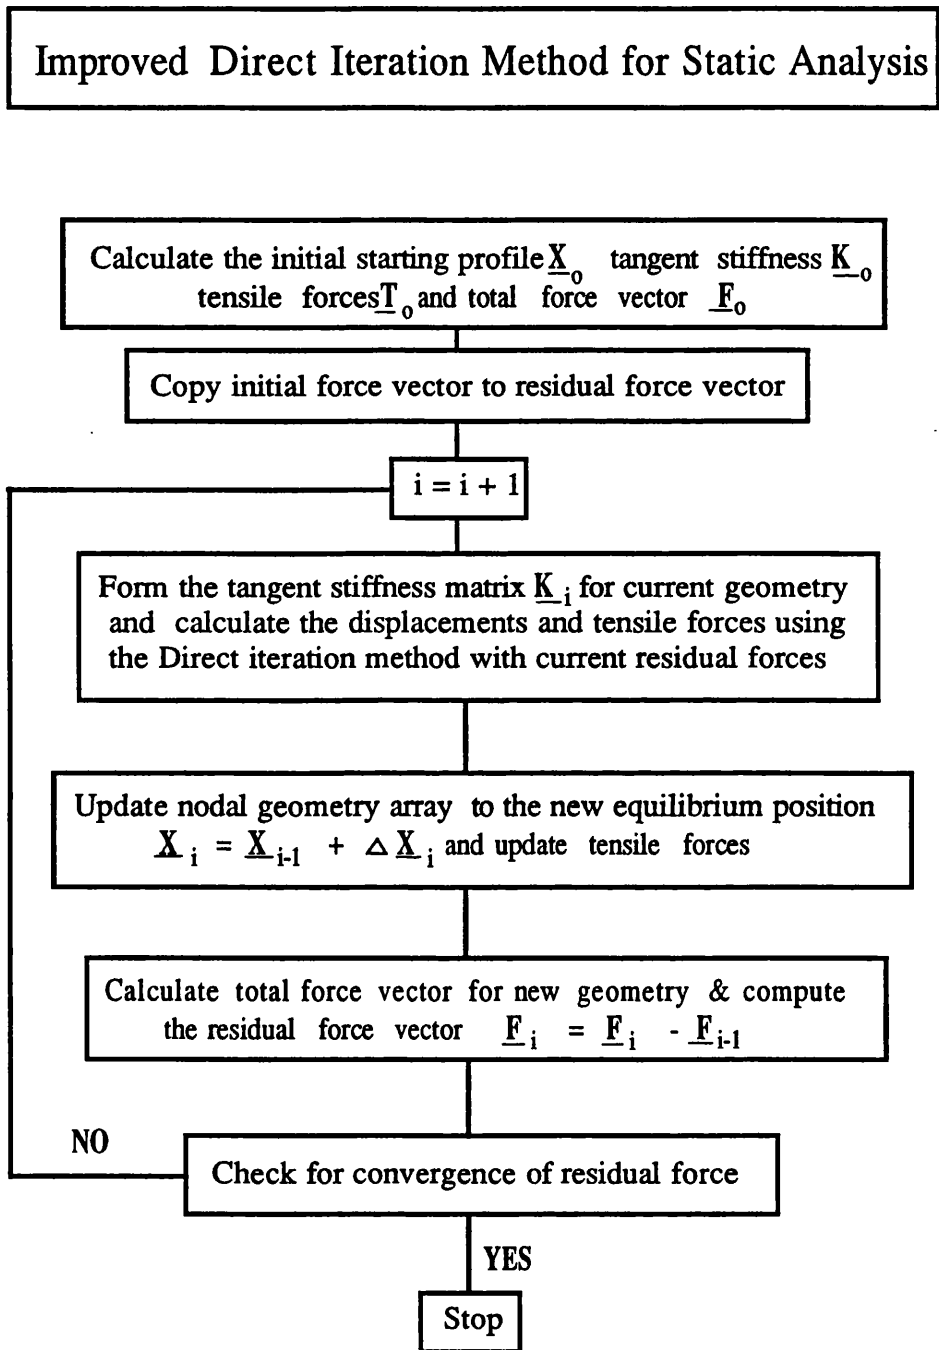 Improved Direct Iteration Method for Static Analysis
Calculate the initial starting profile X₀ tangent stiffness K₀
tensile forces T₀ and total force vector F₀
Copy initial force vector to residual force vector
i = i + 1
Form the tangent stiffness matrix Kᵢ for current geometry
and calculate the displacements and tensile forces using
the Direct iteration method with current residual forces
Update nodal geometry array to the new equilibrium position
Xᵢ = Xᵢ₋₁ + △Xᵢ and update tensile forces
Calculate total force vector for new geometry & compute
the residual force vector Fᵢ = Fᵢ - Fᵢ₋₁
NO
Check for convergence of residual force
YES
Stop